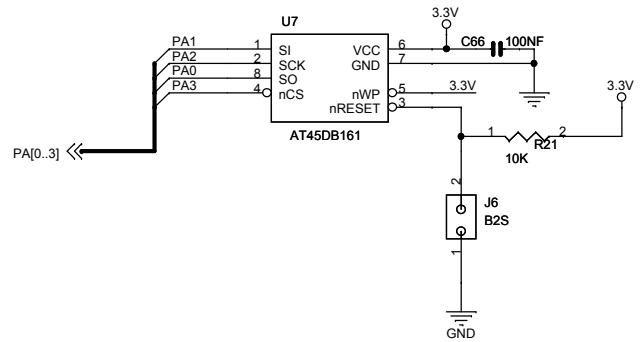 3.3V
U7
C66 100NF
PA1 1 SI VCC 6
PA2 2 SCK GND 7
PA0 8 SO
PA3 4 nCS nWP 5 3.3V
nRESET 3
3.3V
AT45DB161
1 2
R21
10K
PA[0..3]
2
J6
B2S
1
GND